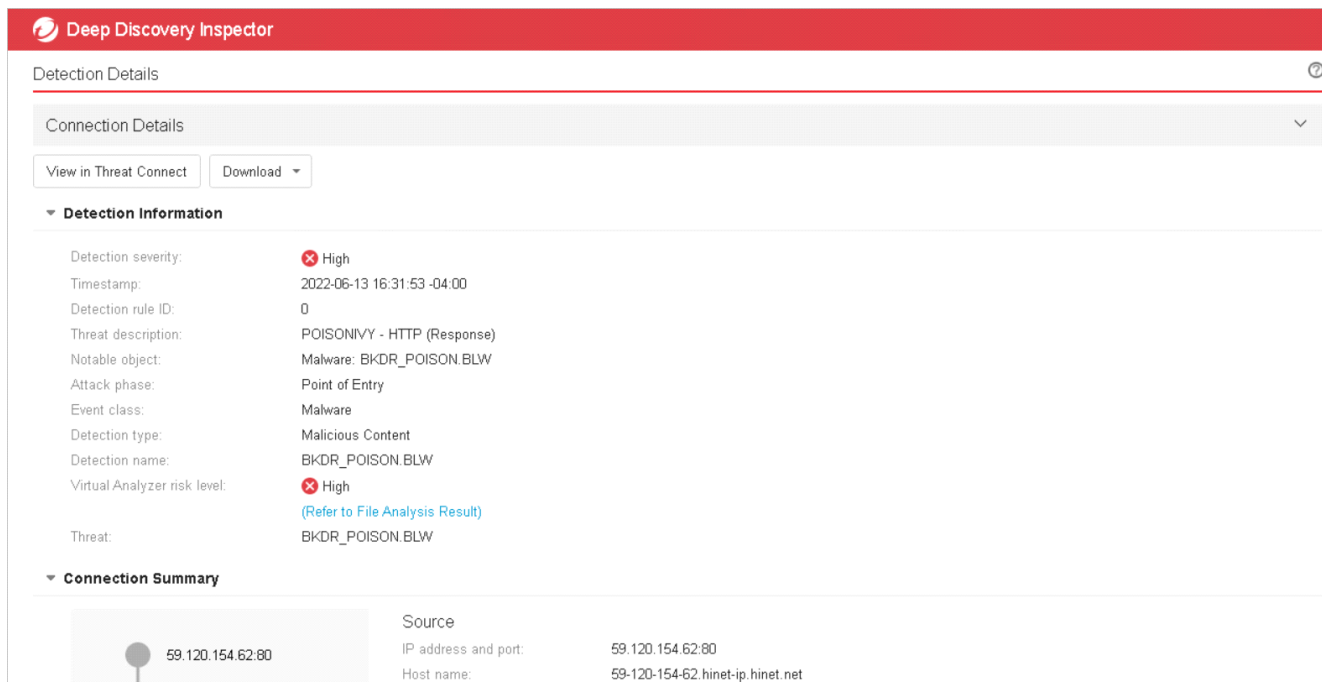 Deep Discovery Inspector
Detection Details
Connection Details
View in Threat Connect Download
Detection Information
Detection severity: High
Timestamp: 2022-06-13 16:31:53 -04:00
Detection rule ID: 0
Threat description: POISONIVY - HTTP (Response)
Notable object: Malware: BKDR_POISON.BLW
Attack phase: Point of Entry
Event class: Malware
Detection type: Malicious Content
Detection name: BKDR_POISON.BLW
Virtual Analyzer risk level: High
(Refer to File Analysis Result)
Threat: BKDR_POISON.BLW
Connection Summary
59.120.154.62:80
Source
IP address and port: 59.120.154.62:80
Host name: 59-120-154-62.hinet-ip.hinet.net